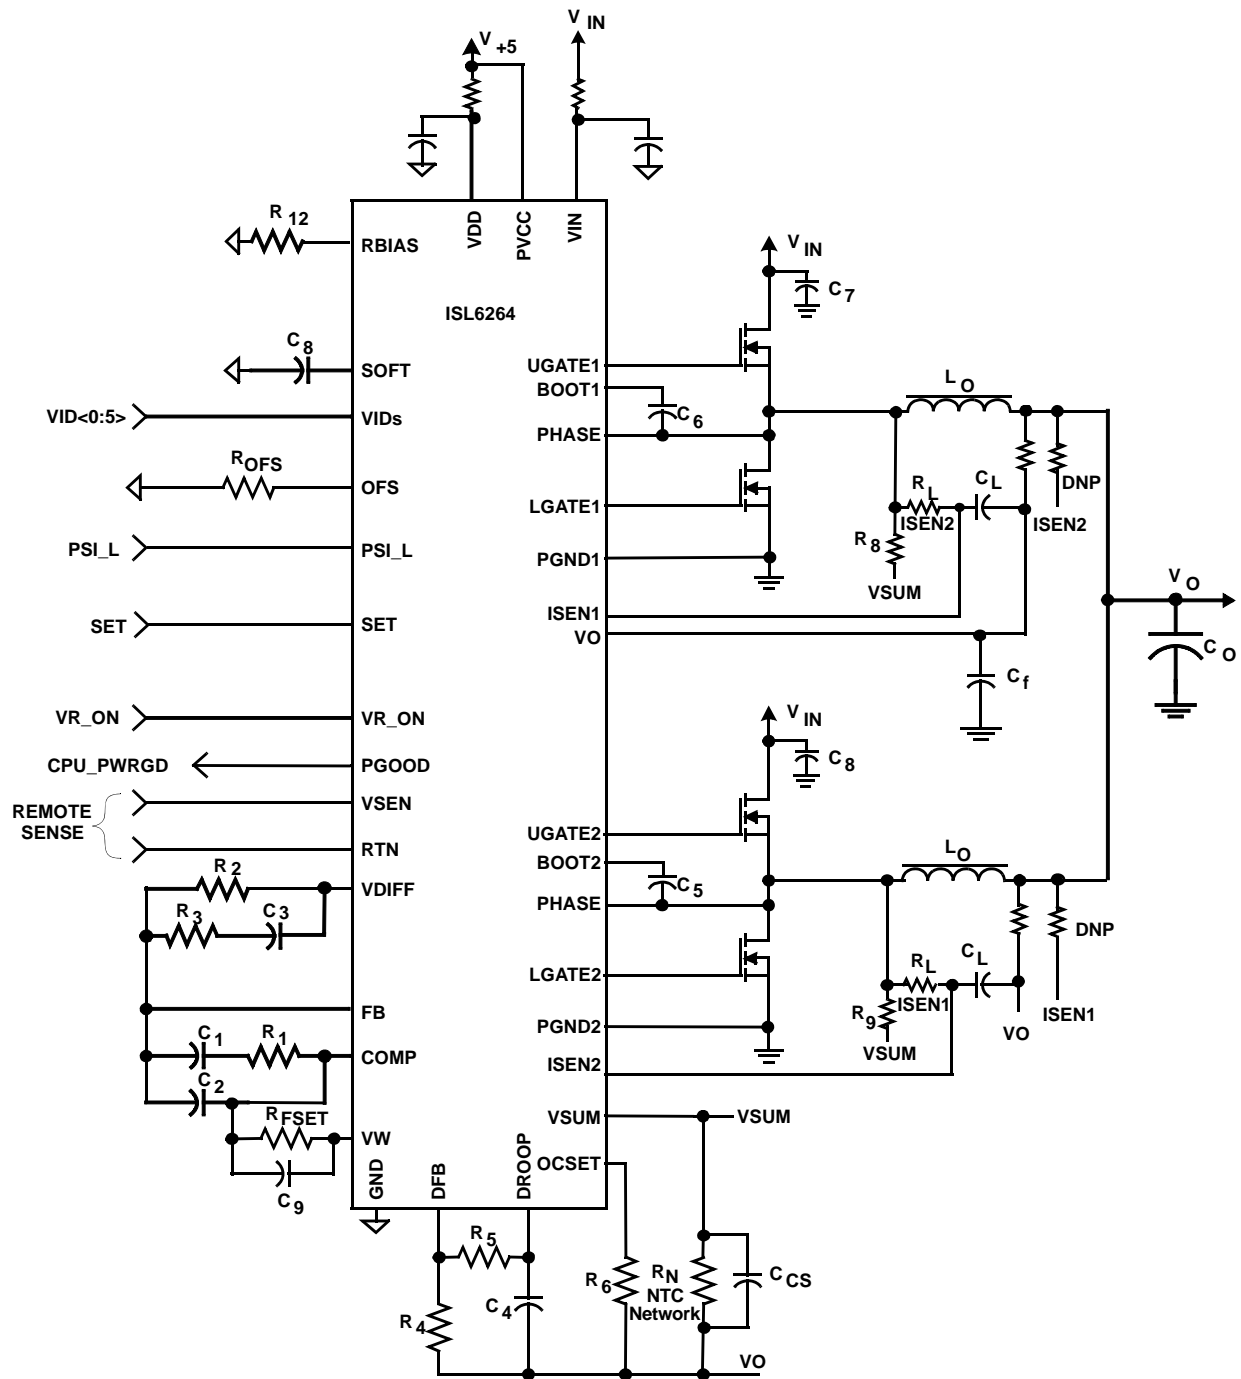 V +5
V IN
R 12
RBIAS
VDD
PVCC
VIN
ISL6264
V IN
C 7
C 8
SOFT
UGATE1
BOOT1
C 6
L O
VID<0:5>
VIDs
PHASE
R OFS
OFS
LGATE1
R L
C L
DNP
ISEN2
ISEN2
R 8
PSI_L
PSI_L
PGND1
VSUM
V O
ISEN1
SET
SET
VO
C O
C f
VR_ON
VR_ON
V IN
CPU_PWRGD
PGOOD
C 8
REMOTE
SENSE
VSEN
RTN
UGATE2
BOOT2
L O
R 2
VDIFF
C 5
PHASE
R 3
C 3
DNP
LGATE2
R L
C L
ISEN1
ISEN1
FB
R 9
PGND2
VO
C 1
R 1
COMP
VSUM
ISEN2
C 2
R FSET
VSUM
VSUM
VW
OCSET
C 9
GND
DFB
DROOP
R 5
R 6
R N
NTC
Network
C CS
R 4
C 4
VO